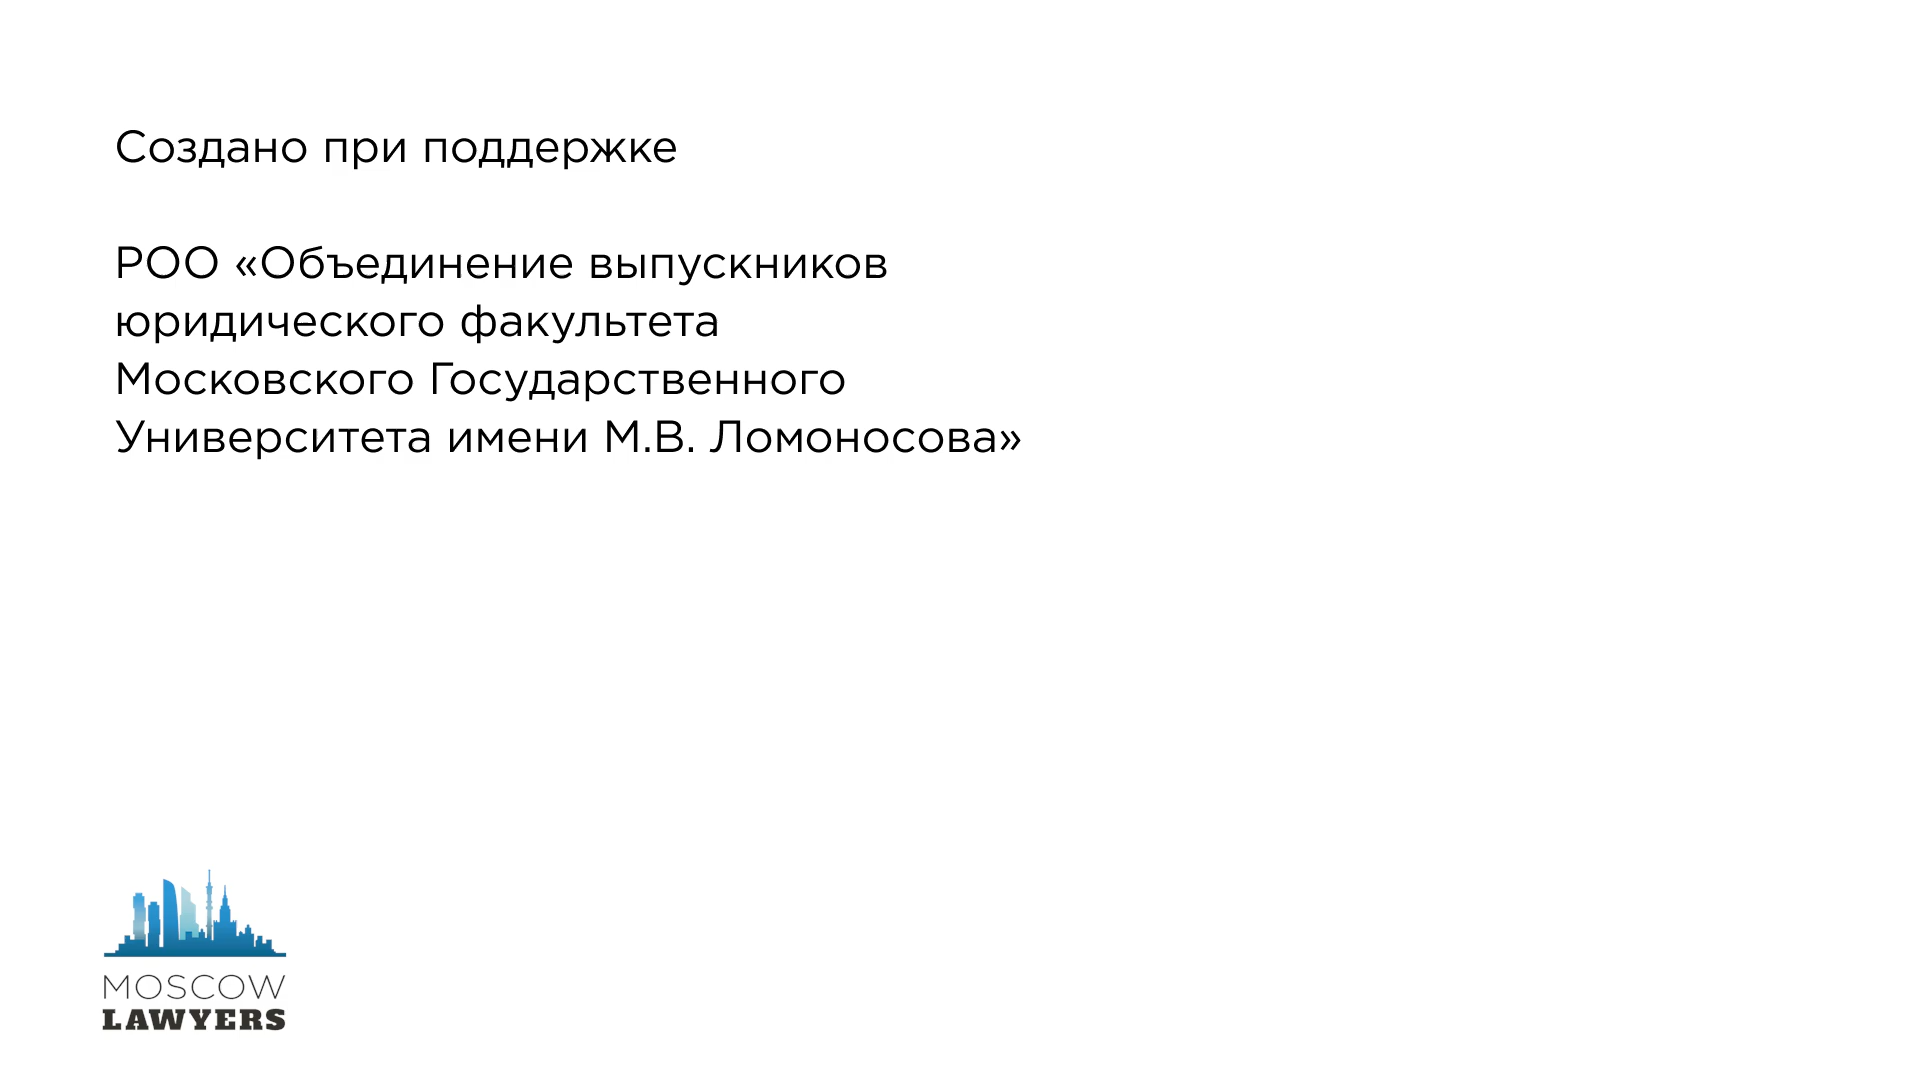 Создано при поддержке
РОО «Объединение выпускников
юридического факультета
Московского Государственного
Университета имени М.В. Ломоносова»
MOSCOW
LAWYERS